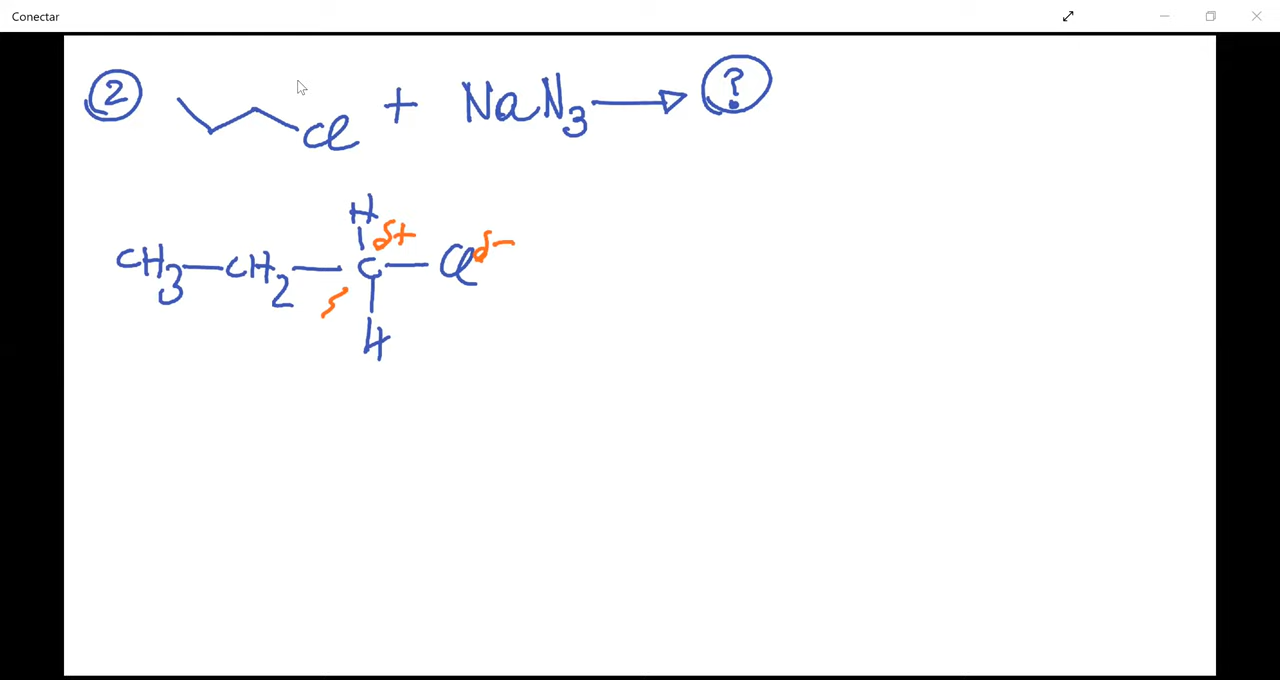 Conectar
② Cl + NaN3 → ?
H
CH3—CH2—C—Cl
δ+ δ−
H